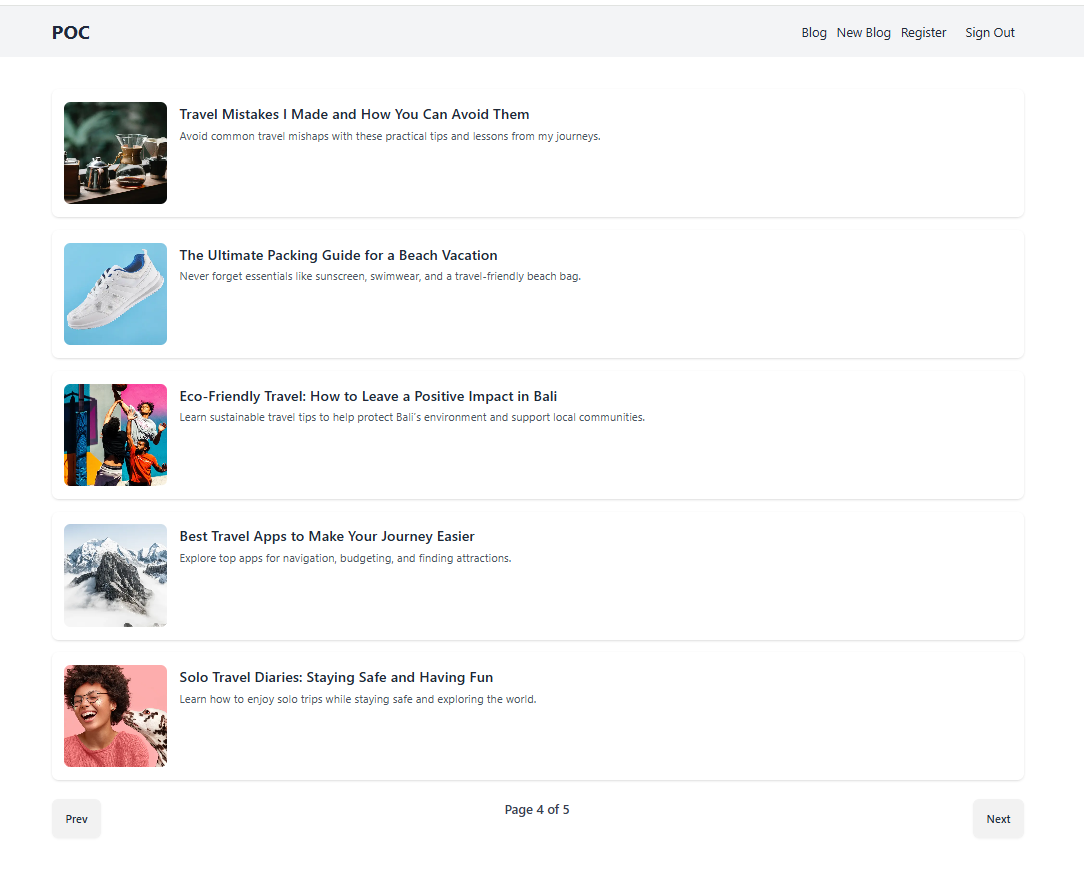 POC
Blog New Blog Register Sign Out
Travel Mistakes I Made and How You Can Avoid Them
Avoid common travel mishaps with these practical tips and lessons from my journeys.
The Ultimate Packing Guide for a Beach Vacation
Never forget essentials like sunscreen, swimwear, and a travel-friendly beach bag.
Eco-Friendly Travel: How to Leave a Positive Impact in Bali
Learn sustainable travel tips to help protect Bali's environment and support local communities.
Best Travel Apps to Make Your Journey Easier
Explore top apps for navigation, budgeting, and finding attractions.
Solo Travel Diaries: Staying Safe and Having Fun
Learn how to enjoy solo trips while staying safe and exploring the world.
Prev
Page 4 of 5
Next